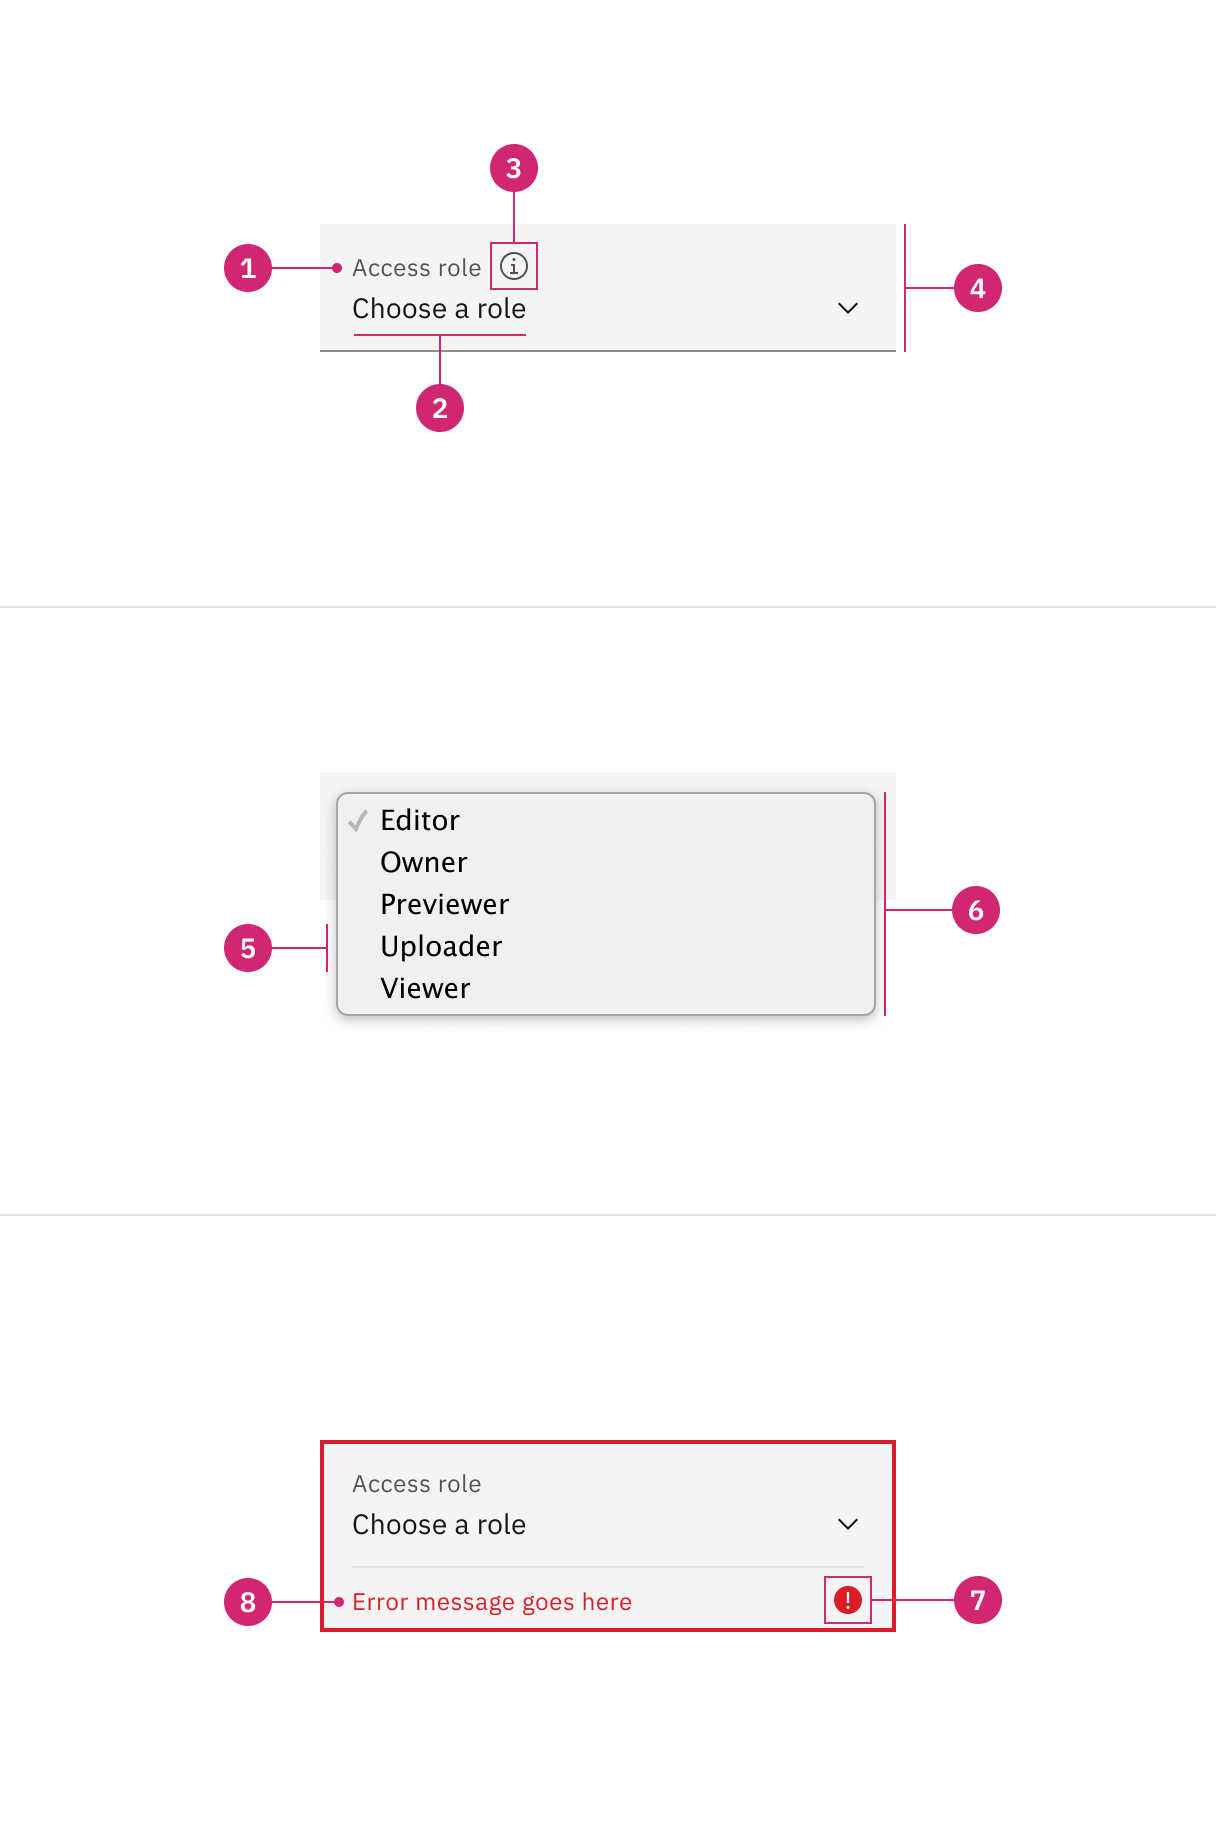 3
1 Access role
4
Choose a role
2
Editor
Owner
Previewer
6
5 Uploader
Viewer
Access role
Choose a role
8 Error message goes here 7